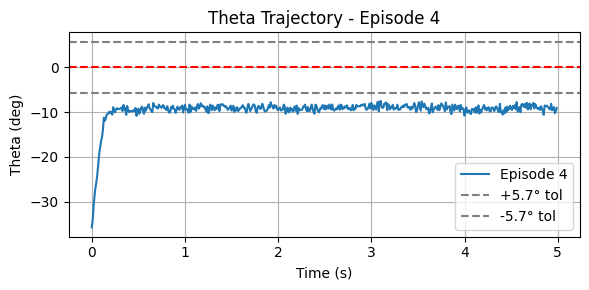 Theta Trajectory - Episode 4
Theta (deg)
0
−10
−20
−30
Episode 4
+5.7° tol
-5.7° tol
0
1
2
3
4
5
Time (s)